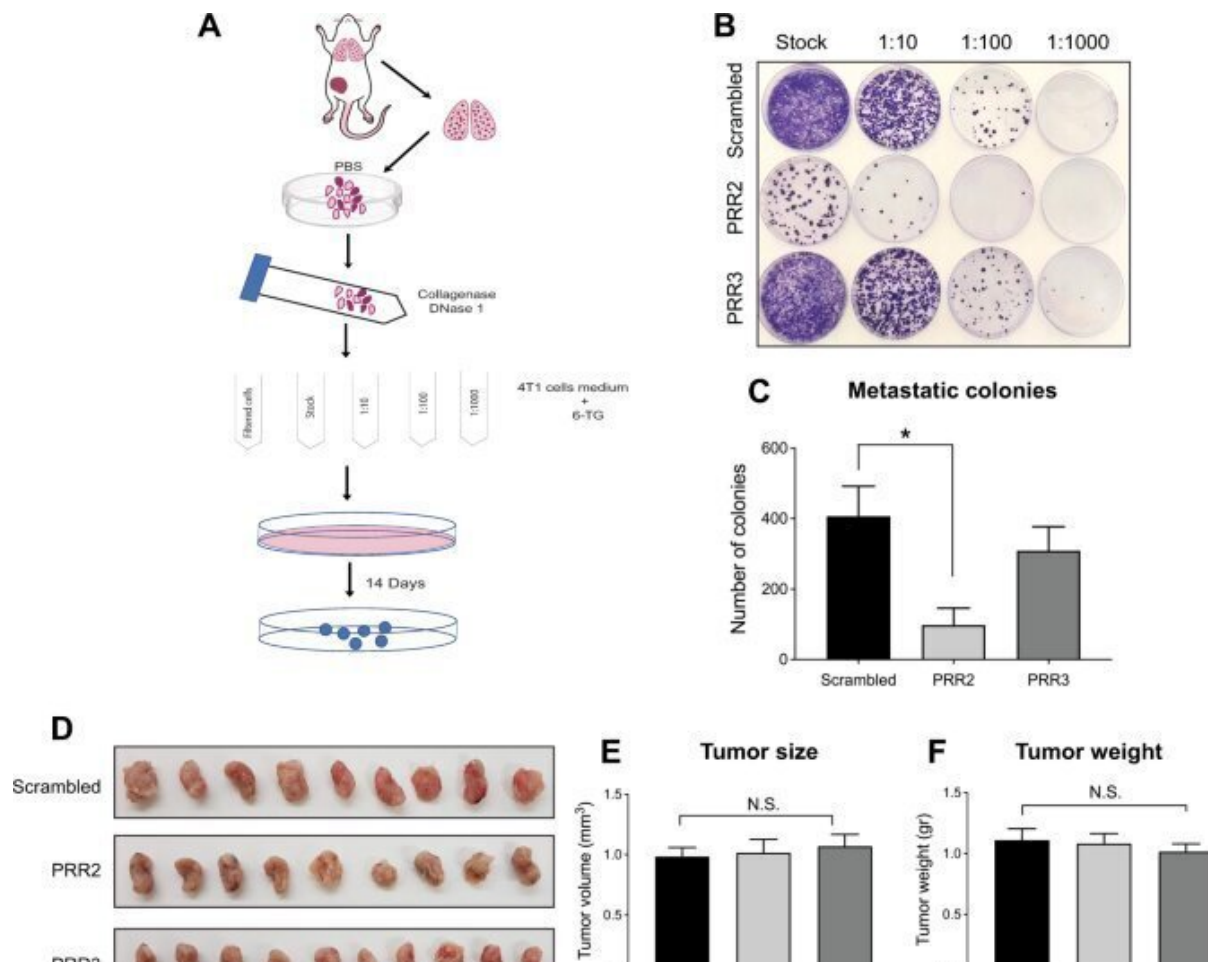 A
PBS
Collagenase
DNase 1
Filtered cells
Stock
1:10
1:100
1:1000
4T1 cells medium
+
6-TG
14 Days
B
Stock 1:10 1:100 1:1000
Scrambled
PRR2
PRR3
C Metastatic colonies
Number of colonies
600
400
200
0
*
Scrambled PRR2 PRR3
D
Scrambled
PRR2
PRR3
E Tumor size
Tumor volume (mm³)
1.5
1.0
0.5
N.S.
F Tumor weight
Tumor weight (gr)
1.5
1.0
0.5
N.S.